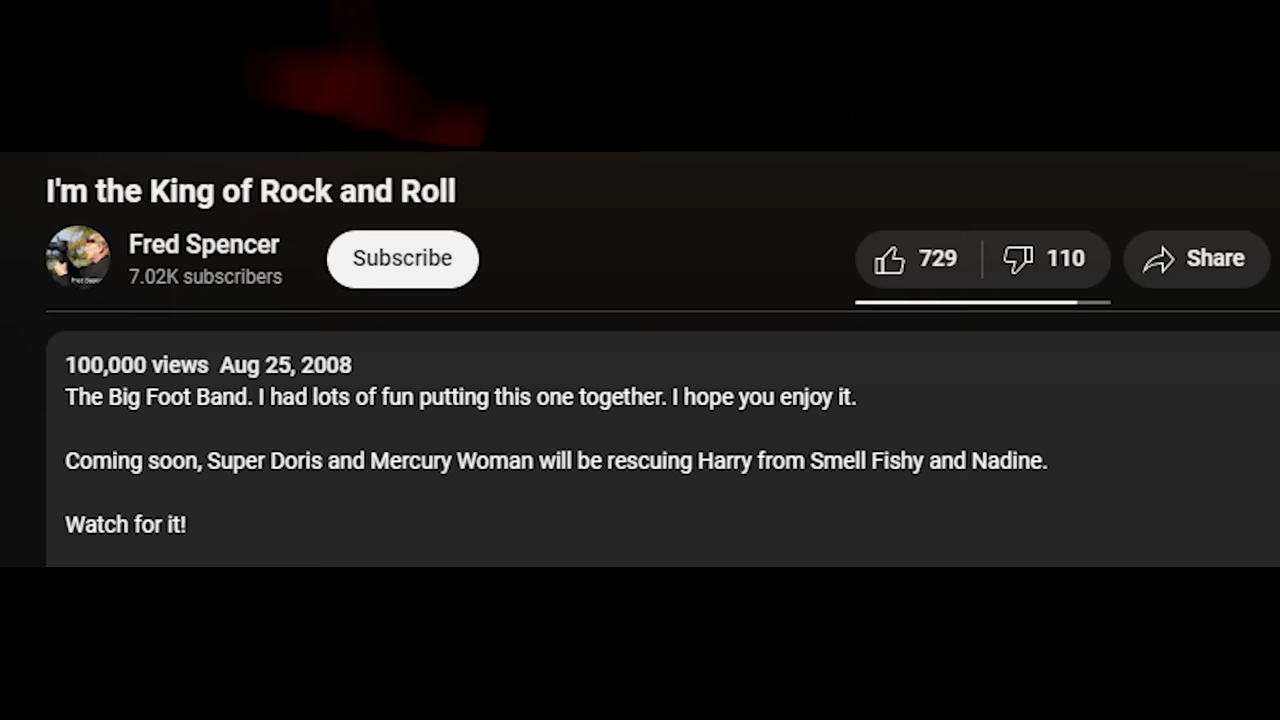 I'm the King of Rock and Roll
Fred Spencer
7.02K subscribers
Subscribe
729
110
Share
100,000 views Aug 25, 2008
The Big Foot Band. I had lots of fun putting this one together. I hope you enjoy it.
Coming soon, Super Doris and Mercury Woman will be rescuing Harry from Smell Fishy and Nadine.
Watch for it!